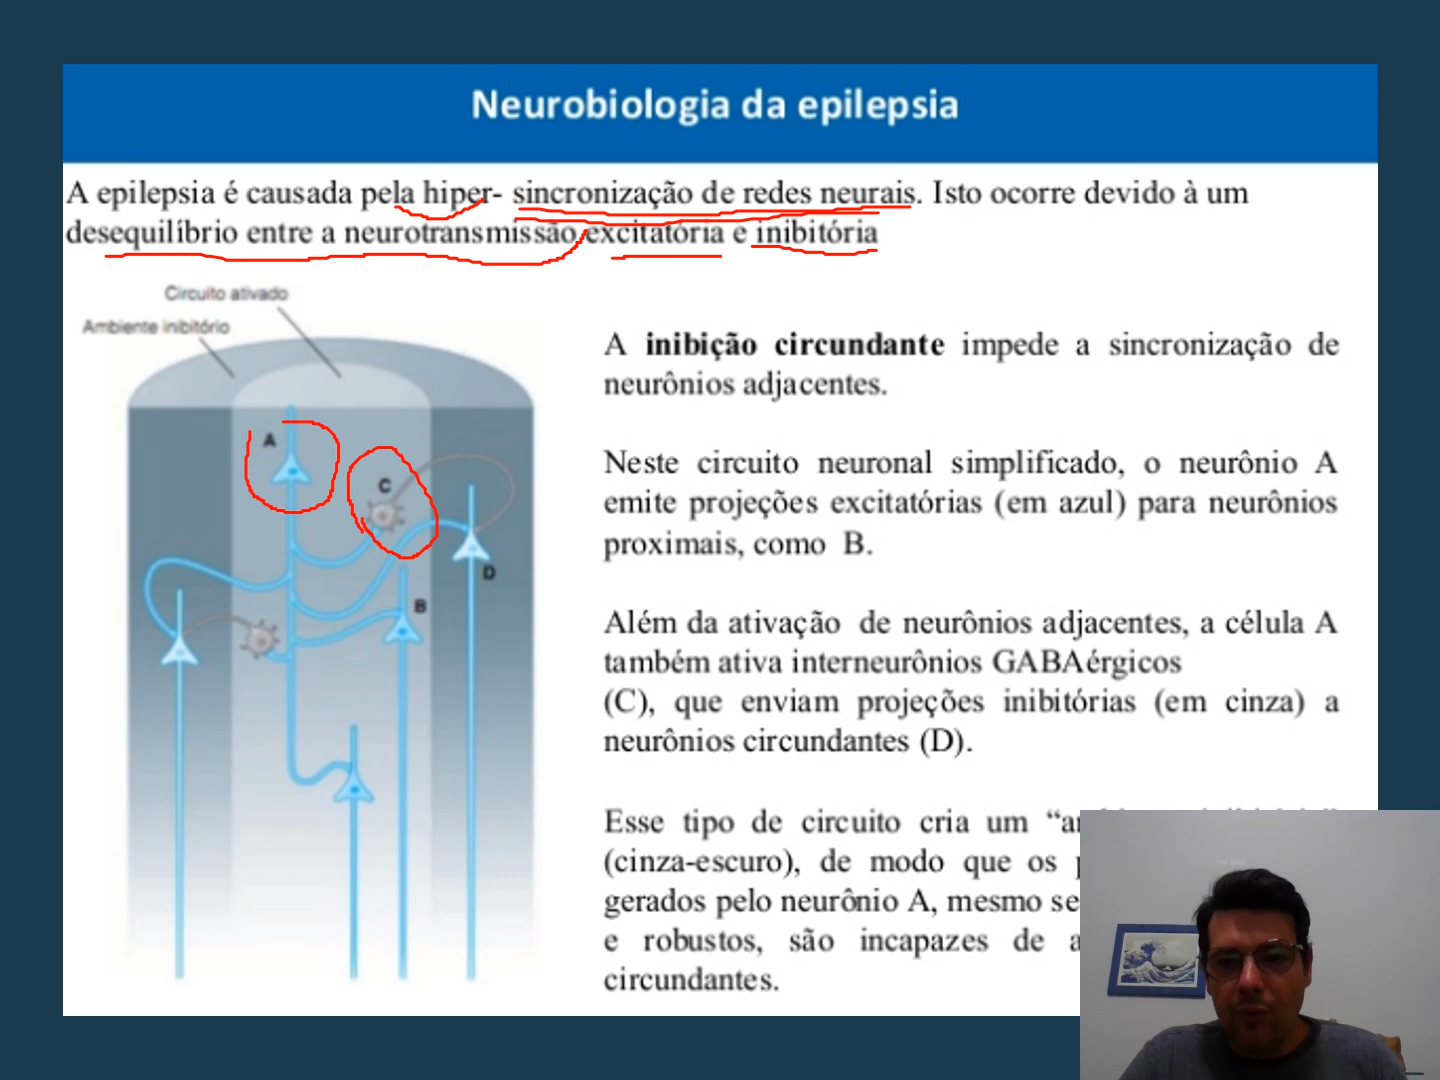 Neurobiologia da epilepsia
A epilepsia é causada pela hiper- sincronização de redes neurais. Isto ocorre devido à um
desequilíbrio entre a neurotransmissão excitatória e inibitória
Circuito ativado
Ambiente inibitório
A
C
D
B
A inibição circundante impede a sincronização de
neurônios adjacentes.
Neste circuito neuronal simplificado, o neurônio A
emite projeções excitatórias (em azul) para neurônios
proximais, como B.
Além da ativação de neurônios adjacentes, a célula A
também ativa interneurônios GABAérgicos
(C), que enviam projeções inibitórias (em cinza) a
neurônios circundantes (D).
Esse tipo de circuito cria um
(cinza-escuro), de modo que os
gerados pelo neurônio A, mesmo se
e robustos, são incapazes de
circundantes.